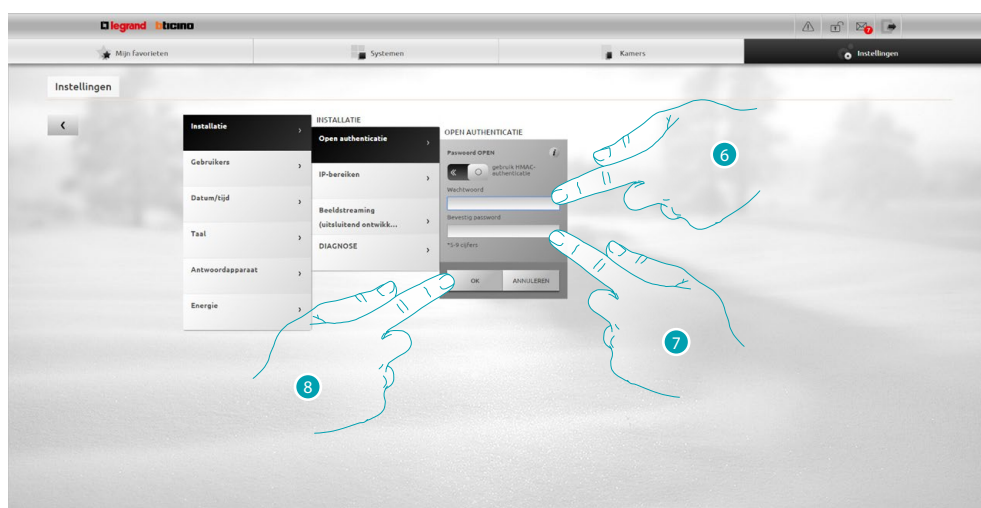 legrand bticino
7
Mijn favorieten
Systemen
Kamers
Instellingen
Instellingen
Installatie
Gebruikers
Datum/tijd
Taal
Antwoordapparaat
Energie
INSTALLATIE
Open authenticatie
IP-bereiken
Beeldstreaming
(uitsluitend ontwikk...
DIAGNOSE
OPEN AUTHENTICATIE
Paswoord OPEN
i
gebruik HMAC-
authenticatie
Wachtwoord
Bevestig password
*5-9 cijfers
OK
ANNULEREN
6
7
8